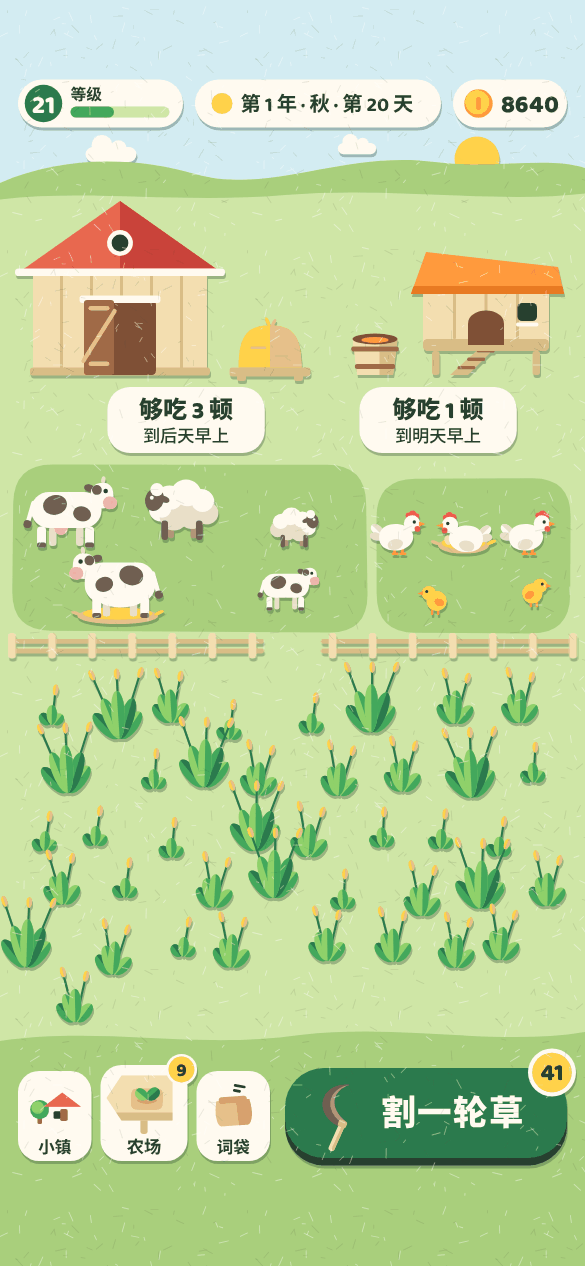 21
等级
第1年·秋·第20天
8640
够吃3顿
到后天早上
够吃1顿
到明天早上
小镇
9
农场
词袋
割一轮草
41